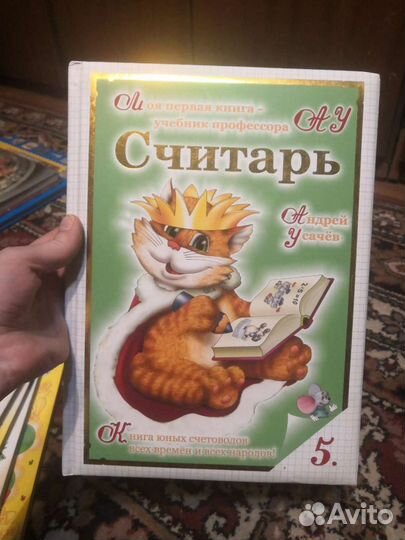 Моя первая книга -
учебник профессора АУ
Считарь
Андрей
Усачёв
Книга юных счетоводов
всех времён и всех народов!
5.
Avito